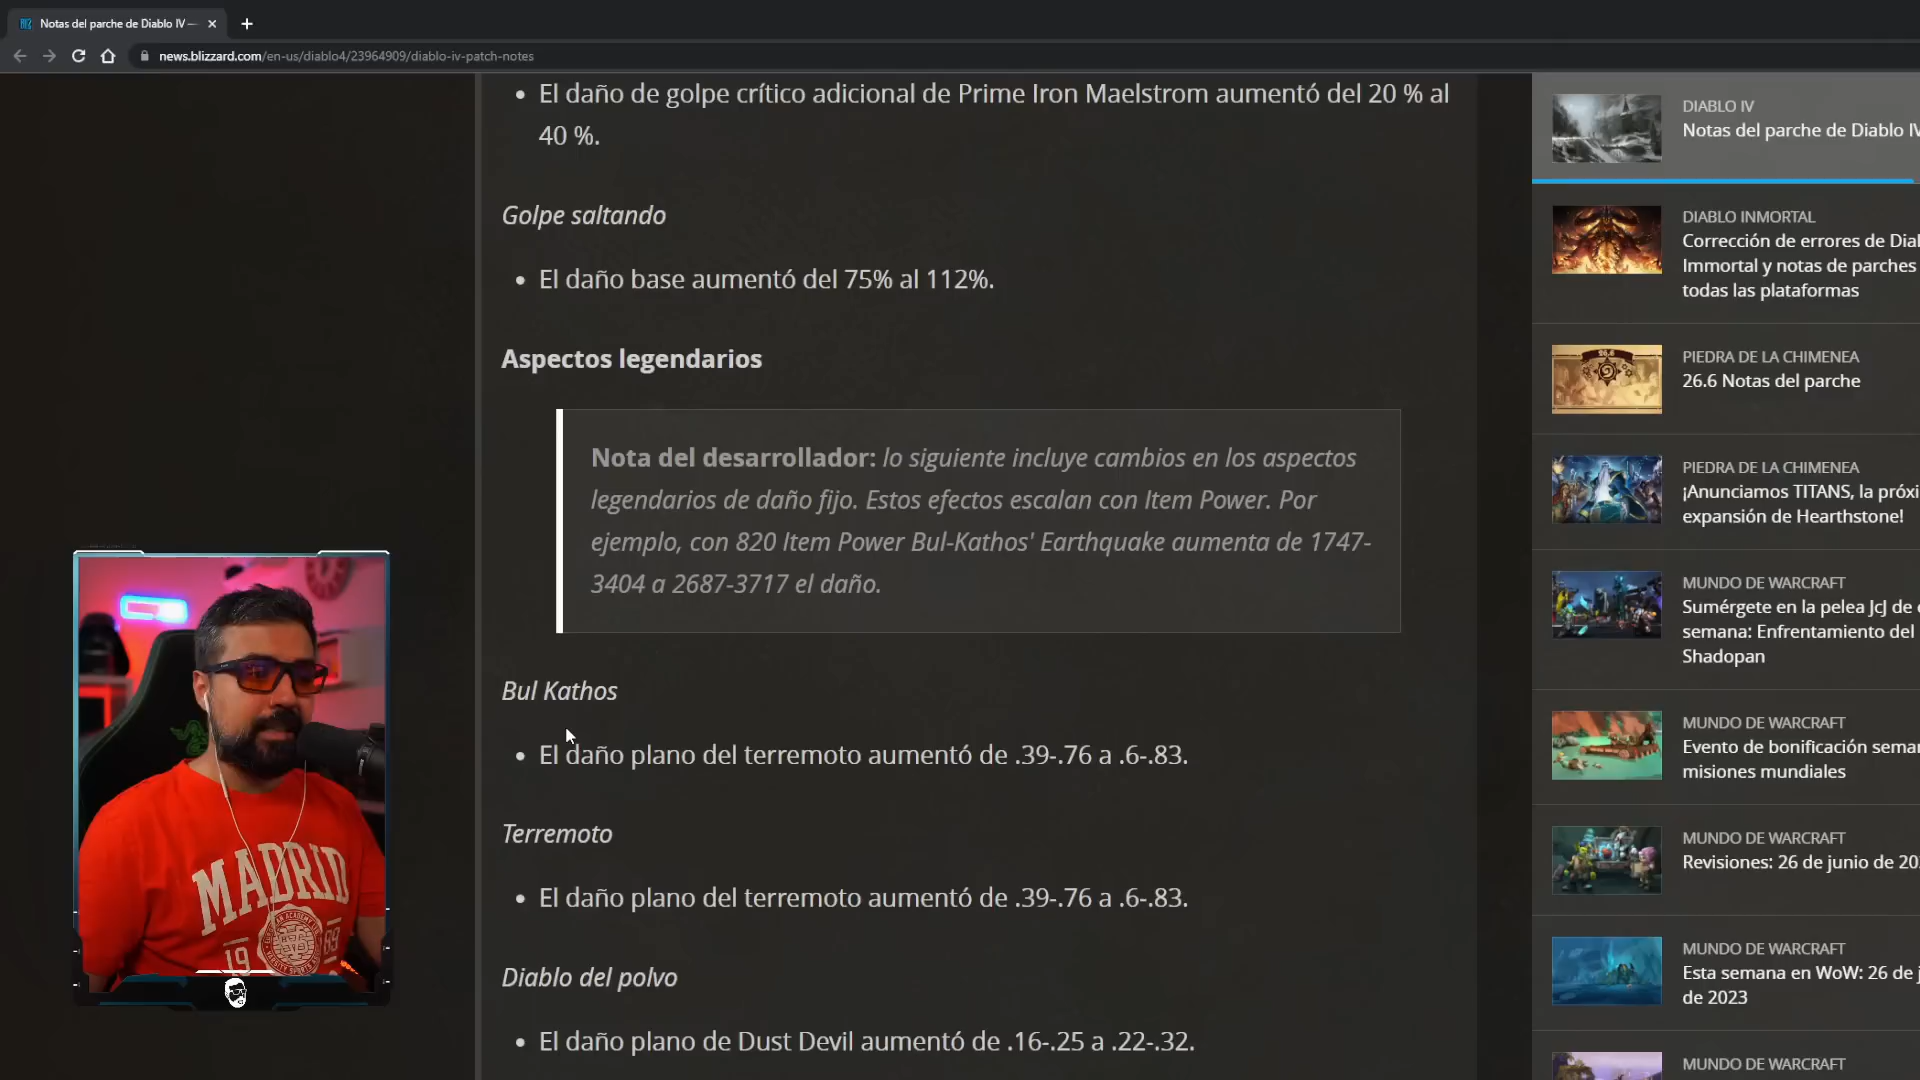 Notas del parche de Diablo IV —
news.blizzard.com/en-us/diablo4/23964909/diablo-iv-patch-notes
El daño de golpe crítico adicional de Prime Iron Maelstrom aumentó del 20 % al
40 %.
Golpe saltando
El daño base aumentó del 75% al 112%.
Aspectos legendarios
Nota del desarrollador: lo siguiente incluye cambios en los aspectos
legendarios de daño fijo. Estos efectos escalan con Item Power. Por
ejemplo, con 820 Item Power Bul-Kathos' Earthquake aumenta de 1747-
3404 a 2687-3717 el daño.
Bul Kathos
El daño plano del terremoto aumentó de .39-.76 a .6-.83.
Terremoto
El daño plano del terremoto aumentó de .39-.76 a .6-.83.
Diablo del polvo
El daño plano de Dust Devil aumentó de .16-.25 a .22-.32.
DIABLO IV
Notas del parche de Diablo IV
DIABLO INMORTAL
Corrección de errores de Dia
Immortal y notas de parches
todas las plataformas
PIEDRA DE LA CHIMENEA
26.6 Notas del parche
PIEDRA DE LA CHIMENEA
¡Anunciamos TITANS, la próxi
expansión de Hearthstone!
MUNDO DE WARCRAFT
Sumérgete en la pelea JcJ de
semana: Enfrentamiento del
Shadopan
MUNDO DE WARCRAFT
Evento de bonificación sema
misiones mundiales
MUNDO DE WARCRAFT
Revisiones: 26 de junio de 20
MUNDO DE WARCRAFT
Esta semana en WoW: 26 de j
de 2023
MUNDO DE WARCRAFT
26.6
MADRID
19 89